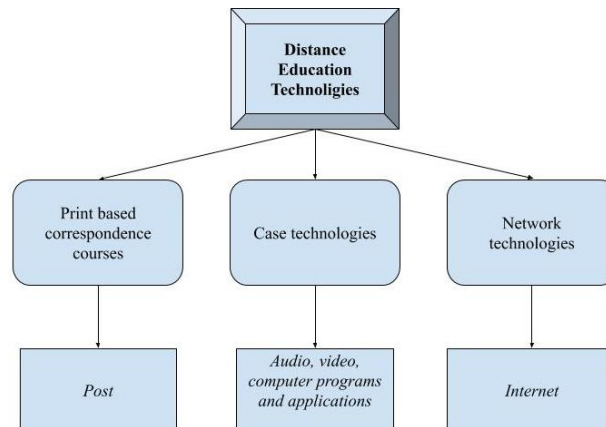 Distance
Education
Technoligies
Print based
correspondence
courses
Case technologies
Network
technologies
Post
Audio, video,
computer programs
and applications
Internet